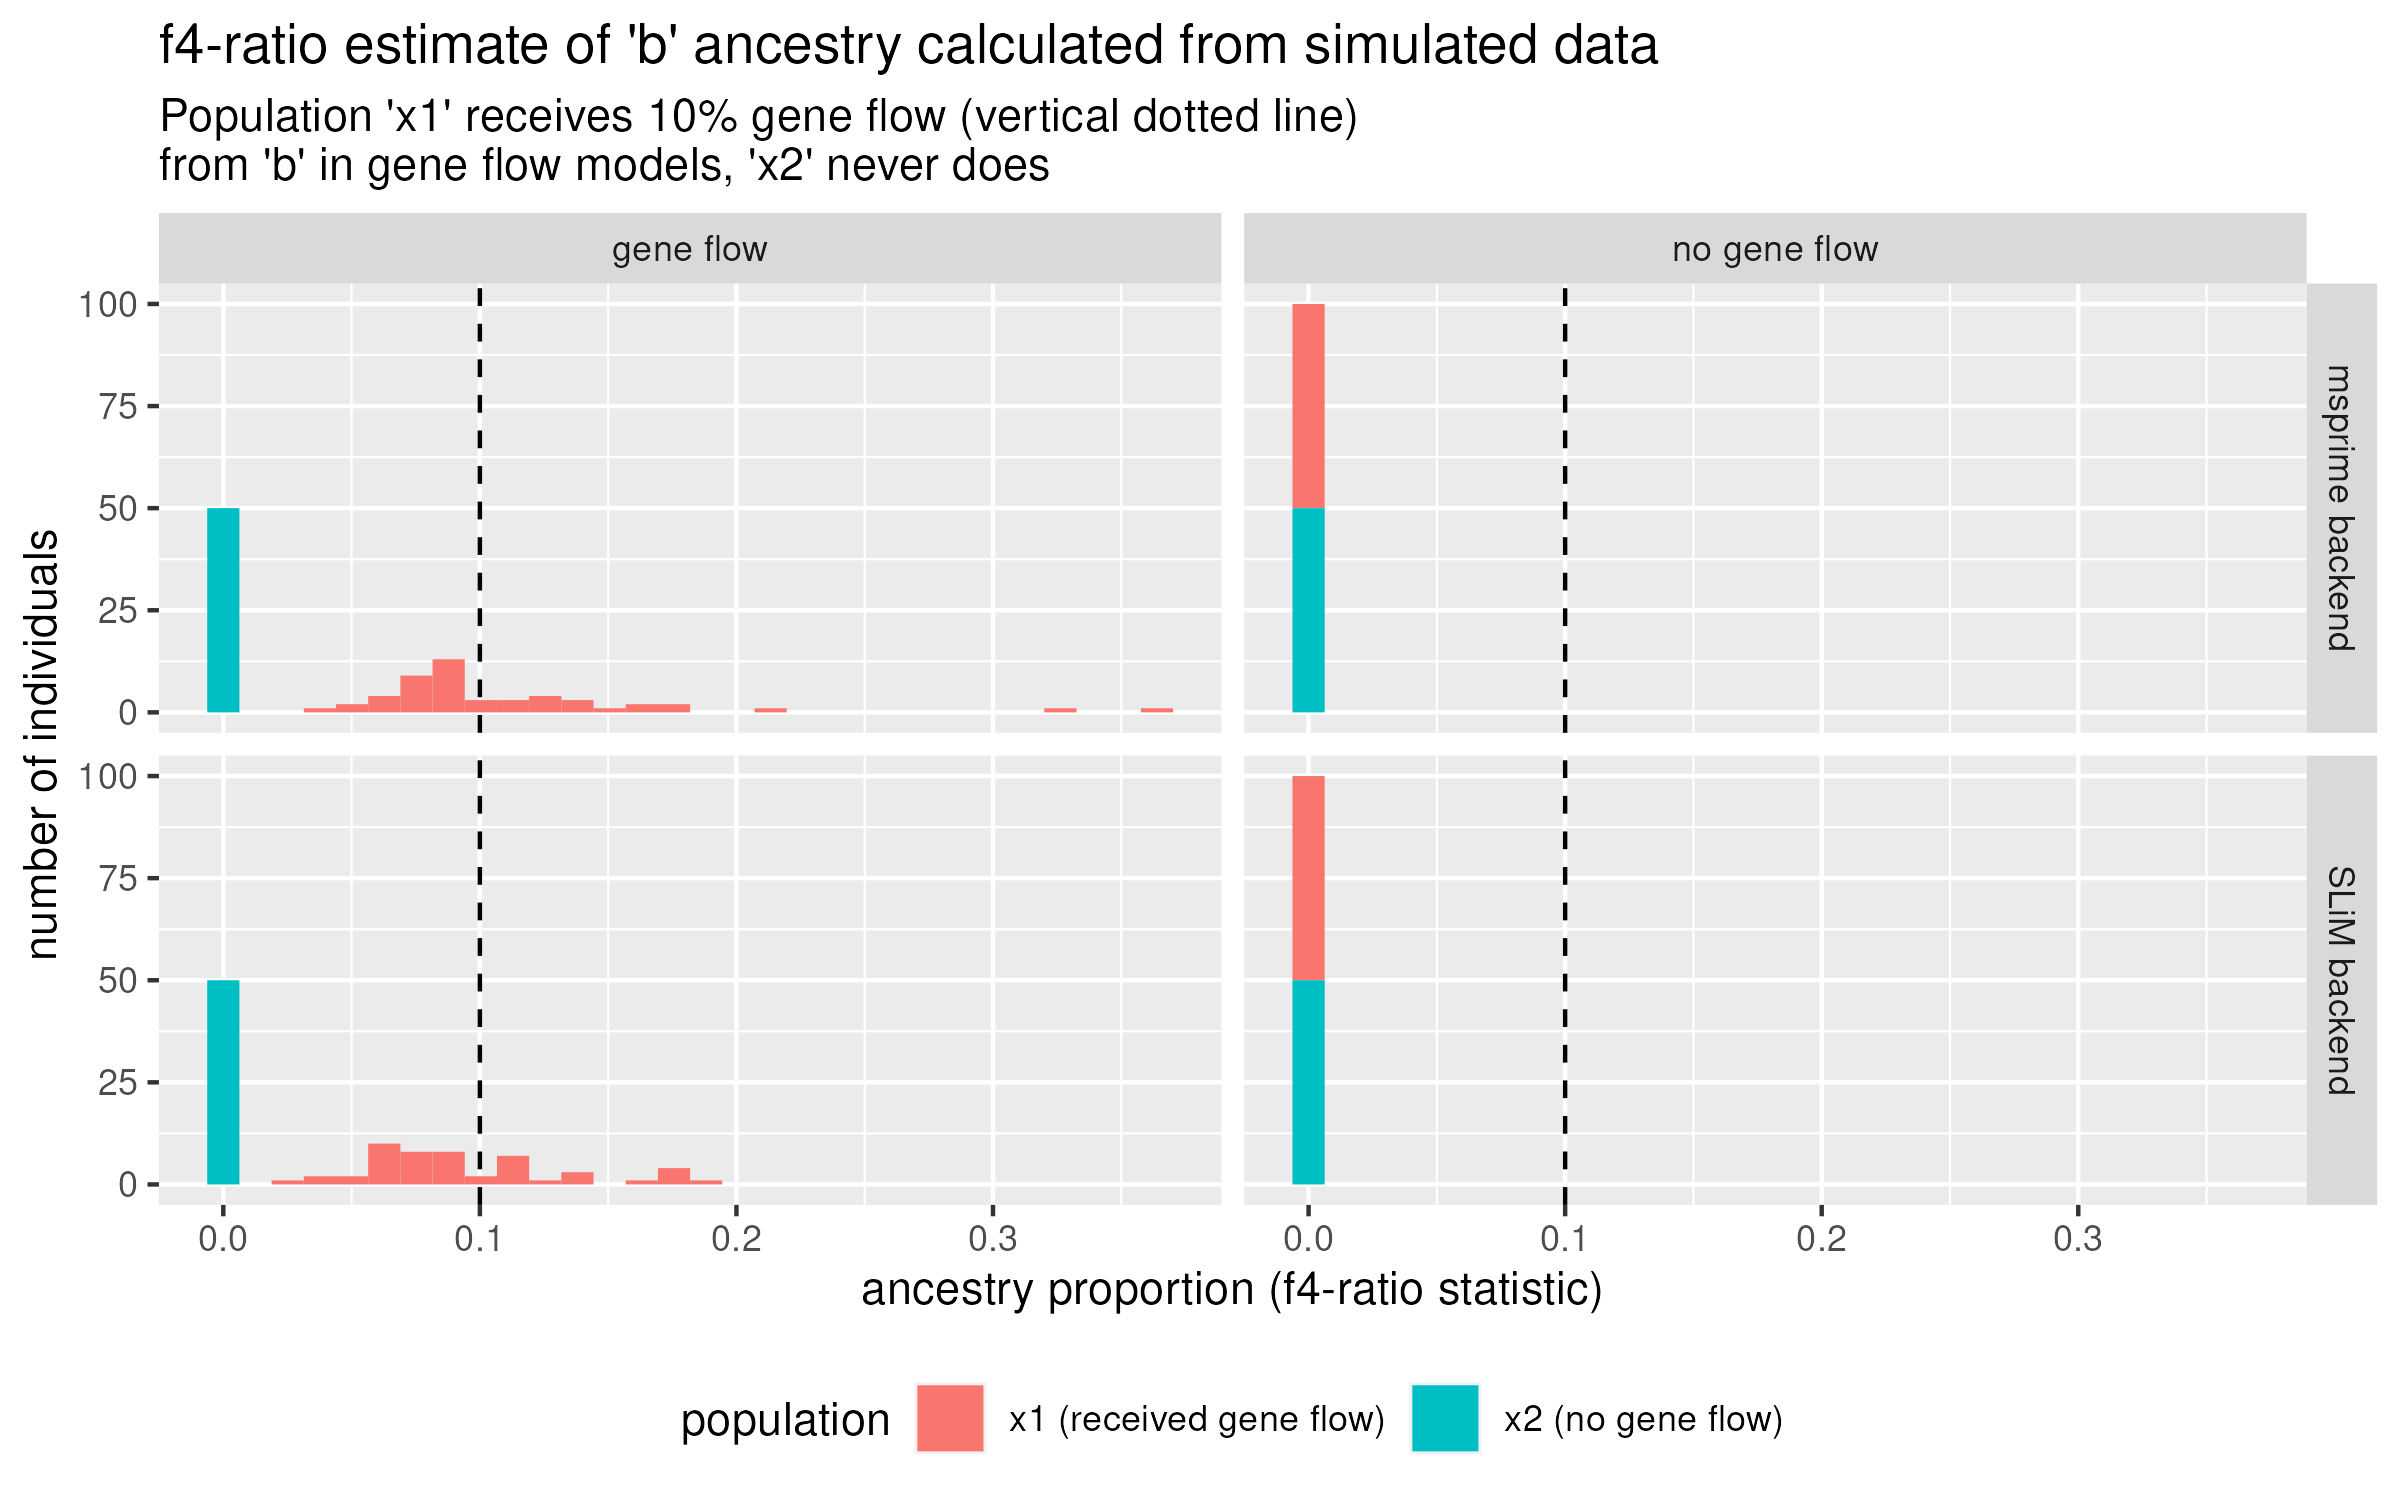 f4-ratio estimate of 'b' ancestry calculated from simulated data
Population 'x1' receives 10% gene flow (vertical dotted line)
from 'b' in gene flow models, 'x2' never does
gene flow
no gene flow
100
75
50
25
0
msprime backend
number of individuals
100
75
50
25
0
SLiM backend
0.0
0.1
0.2
0.3
0.0
0.1
0.2
0.3
ancestry proportion (f4-ratio statistic)
population
x1 (received gene flow)
x2 (no gene flow)